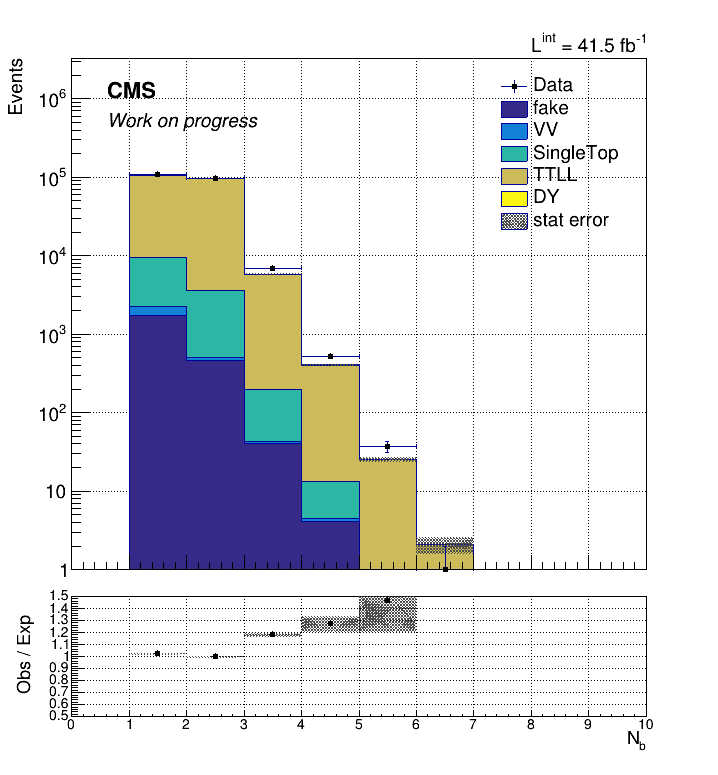 L^int = 41.5 fb^-1
Events
CMS
Work on progress
Data
fake
VV
SingleTop
TTLL
DY
stat error
10^6
10^5
10^4
10^3
10^2
10
1
Obs / Exp
1.5
1.4
1.3
1.2
1.1
1
0.9
0.8
0.7
0.6
0.5
0 1 2 3 4 5 6 7 8 9 10
N_b